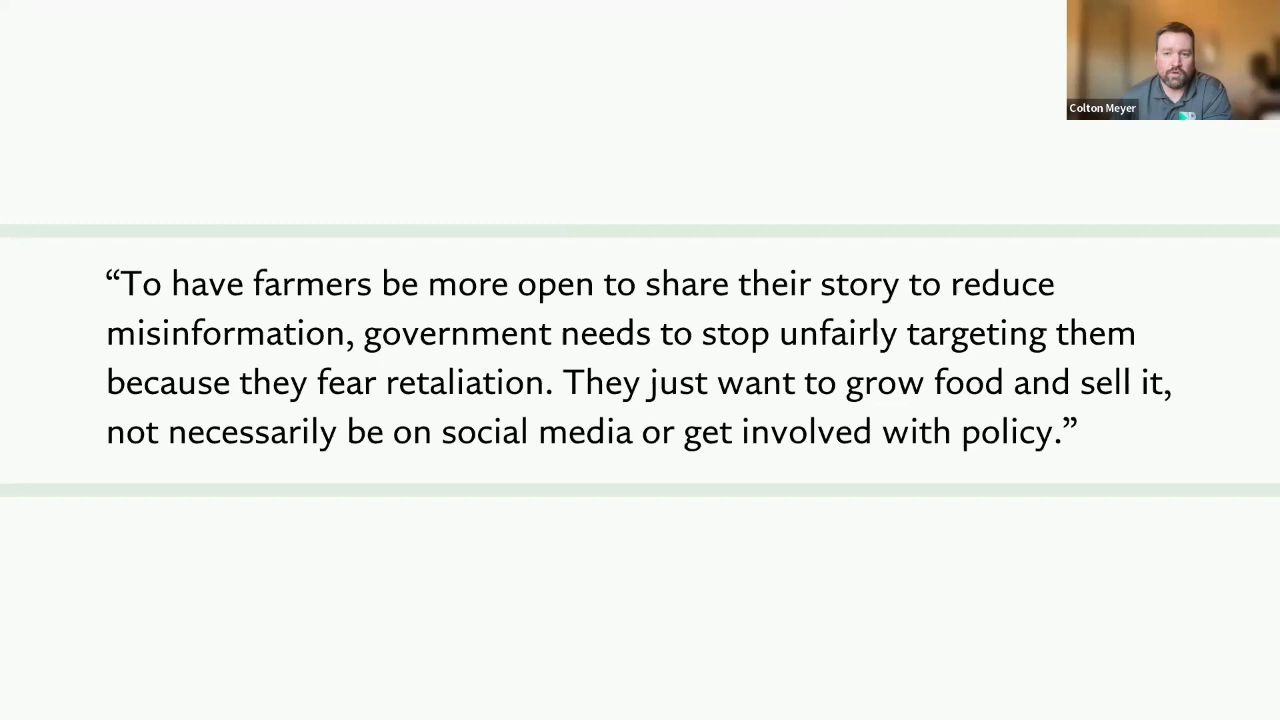 Colton Meyer
“To have farmers be more open to share their story to reduce
misinformation, government needs to stop unfairly targeting them
because they fear retaliation. They just want to grow food and sell it,
not necessarily be on social media or get involved with policy.”